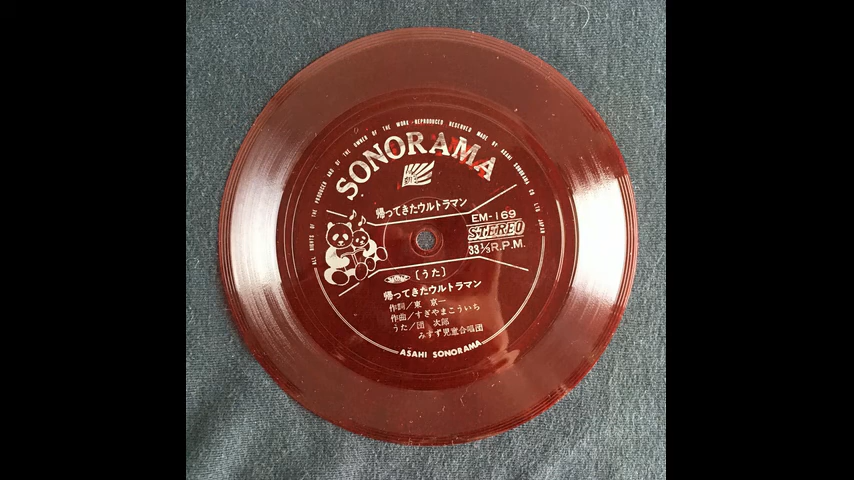 ALL RIGHTS OF THE PRODUCER AND OF THE OWNER OF THE WORK REPRODUCED RESERVED MADE BY ASAHI SONORAMA CO. LTD. JAPAN
SONORAMA
帰ってきたウルトラマン
EM-169
STEREO
33⅓R.P.M.
〔うた〕
帰ってきたウルトラマン
作詞／東 京一
作曲／すぎやまこういち
うた／団 次郎
みすず児童合唱団
ASAHI SONORAMA